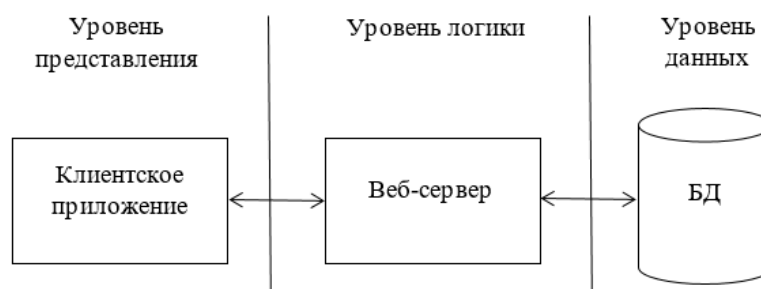 Уровень
представления
Уровень логики
Уровень
данных
Клиентское
приложение
Веб-сервер
БД